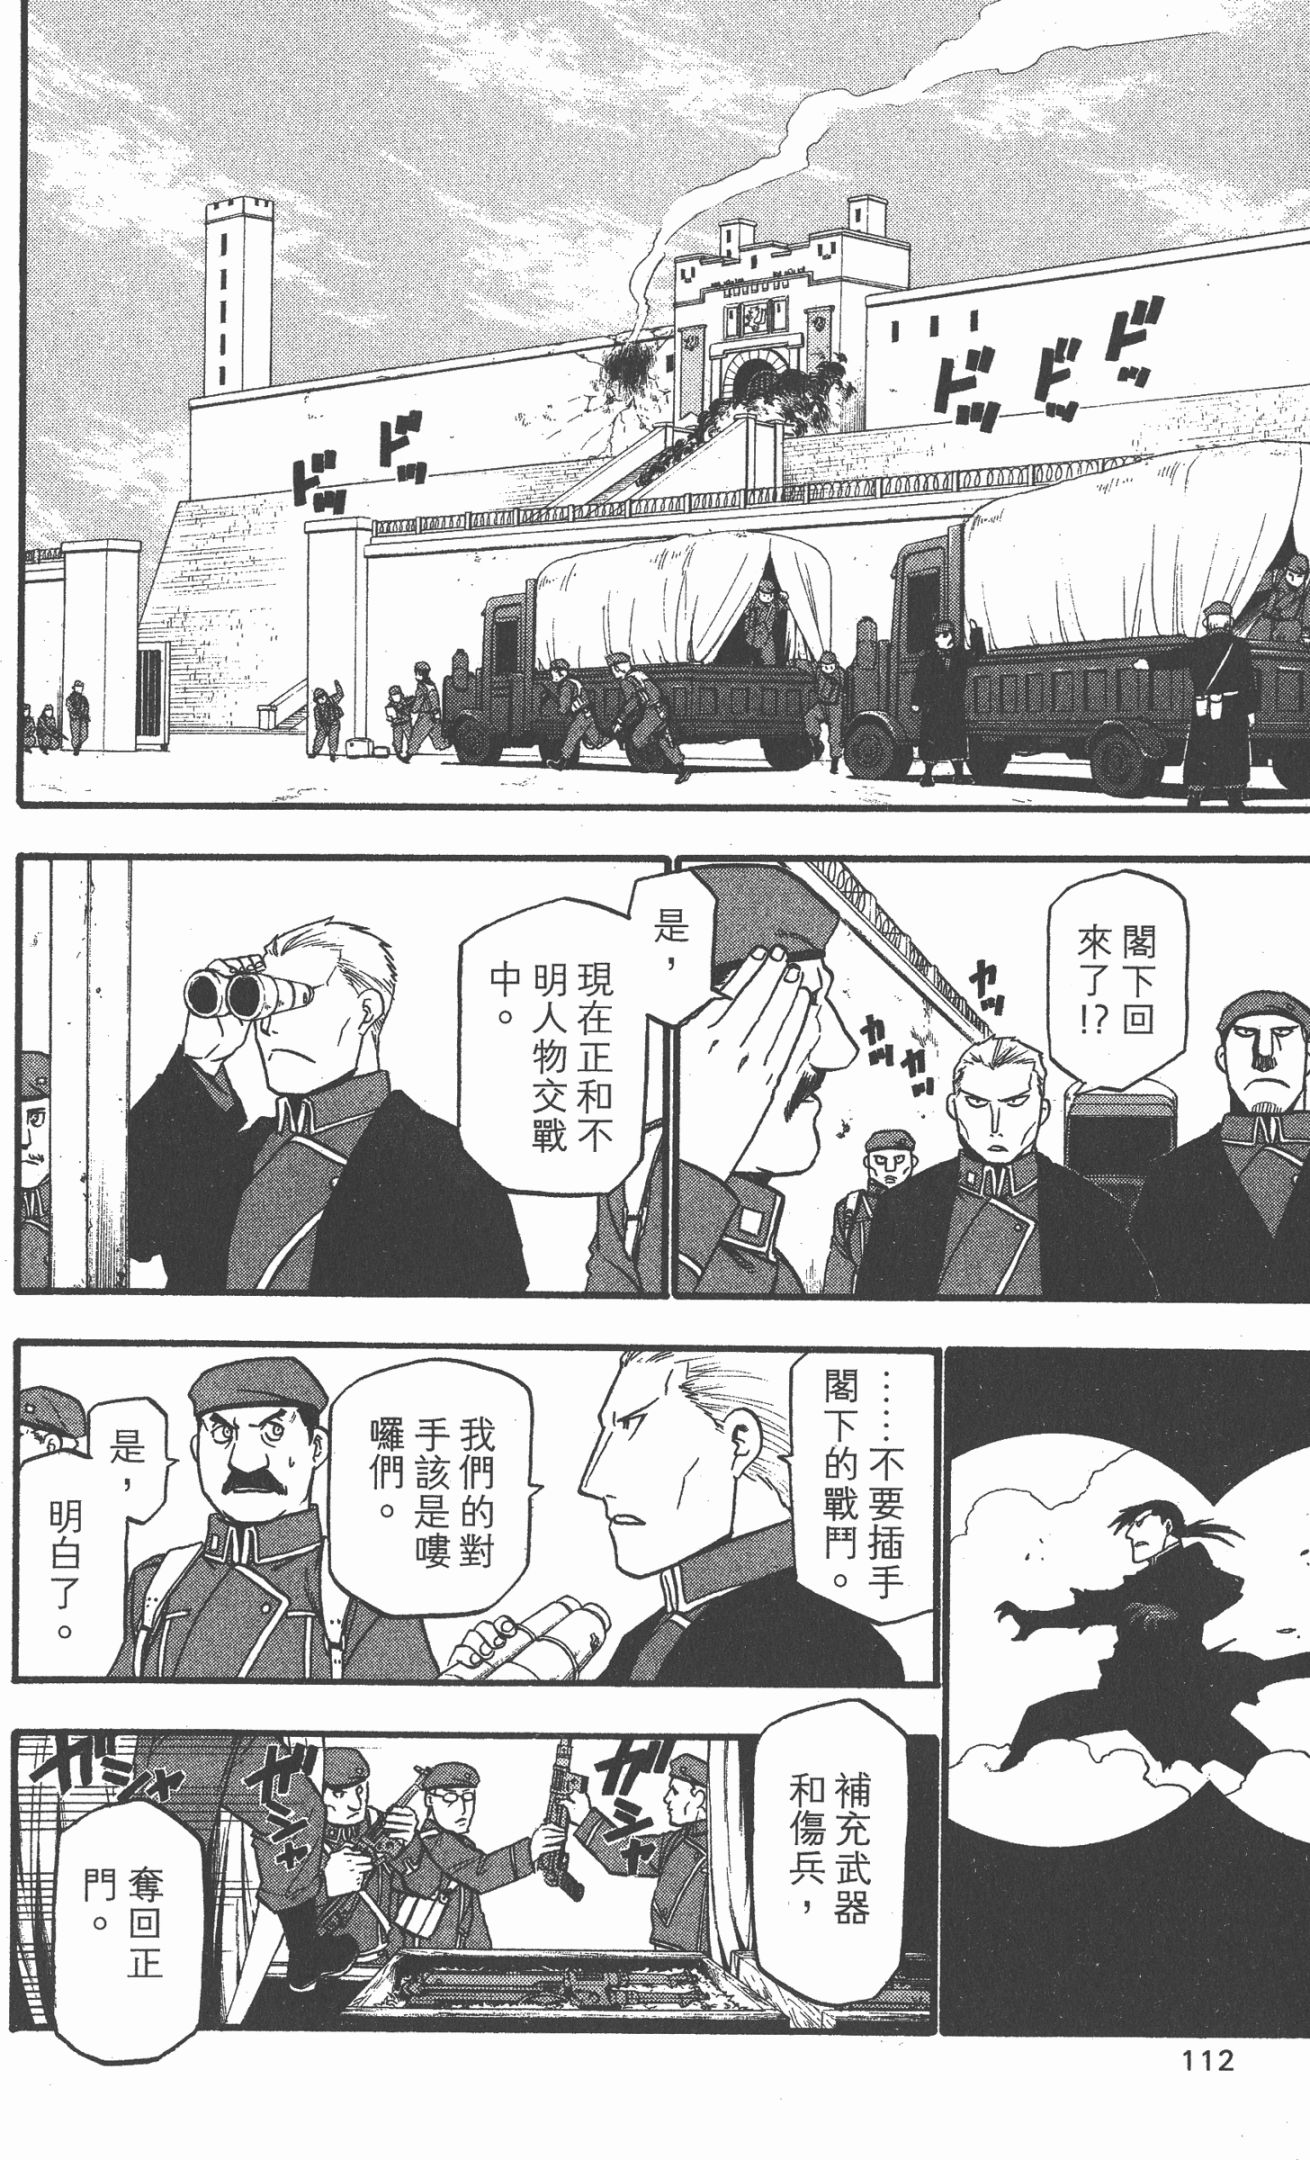 ドッ
ドッ
ドッ
ドッ
ドッ
閣下回
來了!?
カッ
カッ
カッ
是，
現在正和不
明人物交戰
中。
……不要插手
閣下的戰鬥。
我們的對
手該是嘍
囉們。
是，
明白了。
補充武器
和傷兵，
ガシャ
ガシャ
ガシャ
奪回正
門。
112